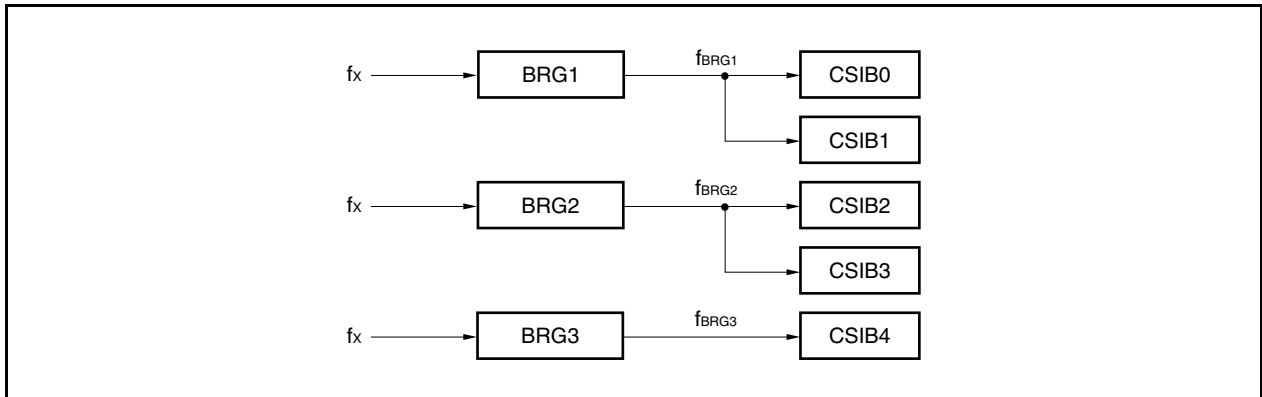 fX BRG1 fBRG1 CSIB0
CSIB1
fX BRG2 fBRG2 CSIB2
CSIB3
fX BRG3 fBRG3 CSIB4